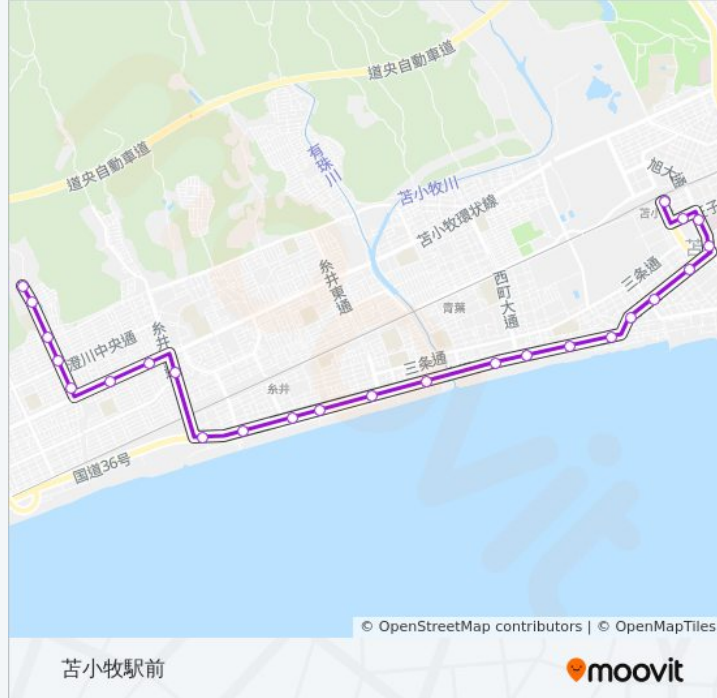 道央自動車道
道央自動車道
有珠川
苫小牧川
旭大通
苫小牧環状線
糸井東通
三条通
西町大通
青葉
澄川中央通
三条通
糸井
国道36号
© OpenStreetMap contributors | © OpenMapTiles
苫小牧駅前
moovit